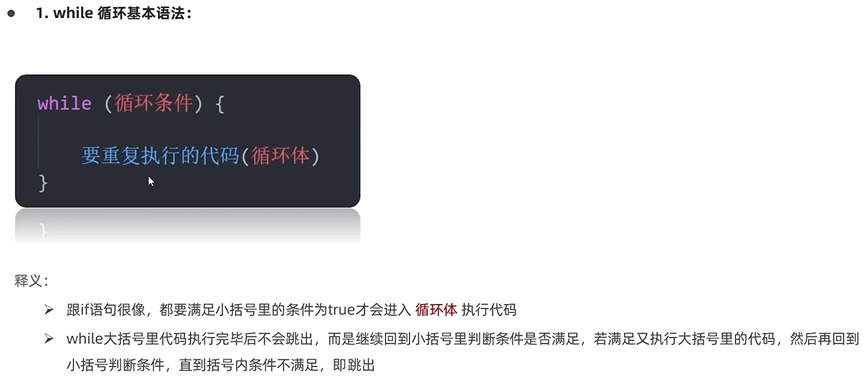 ● 1. while 循环基本语法：
while (循环条件) {
要重复执行的代码(循环体)
}
释义：
➢ 跟if语句很像，都要满足小括号里的条件为true才会进入 循环体 执行代码
➢ while大括号里代码执行完毕后不会跳出，而是继续回到小括号里判断条件是否满足，若满足又执行大括号里的代码，然后再回到
小括号判断条件，直到括号内条件不满足，即跳出